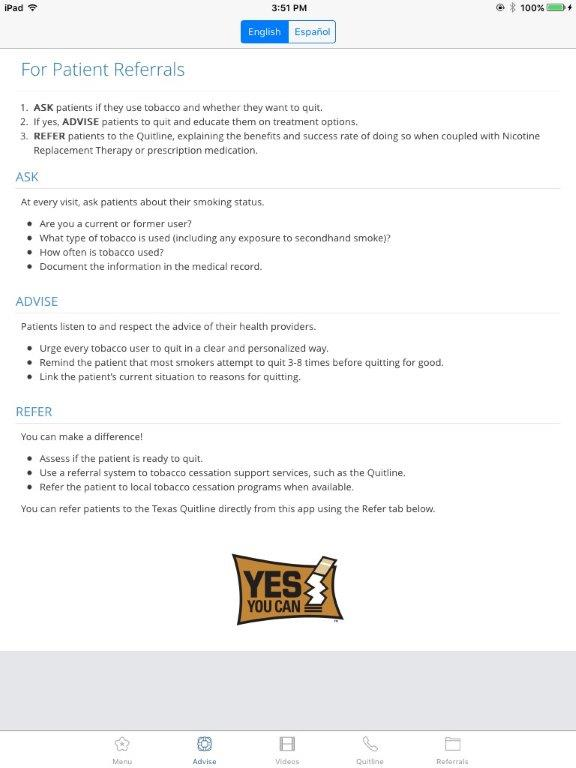 iPad 3:51 PM 100%
English Español
For Patient Referrals
1. ASK patients if they use tobacco and whether they want to quit.
2. If yes, ADVISE patients to quit and educate them on treatment options.
3. REFER patients to the Quitline, explaining the benefits and success rate of doing so when coupled with Nicotine
Replacement Therapy or prescription medication.
ASK
At every visit, ask patients about their smoking status.
• Are you a current or former user?
• What type of tobacco is used (including any exposure to secondhand smoke)?
• How often is tobacco used?
• Document the information in the medical record.
ADVISE
Patients listen to and respect the advice of their health providers.
• Urge every tobacco user to quit in a clear and personalized way.
• Remind the patient that most smokers attempt to quit 3-8 times before quitting for good.
• Link the patient's current situation to reasons for quitting.
REFER
You can make a difference!
• Assess if the patient is ready to quit.
• Use a referral system to tobacco cessation support services, such as the Quitline.
• Refer the patient to local tobacco cessation programs when available.
You can refer patients to the Texas Quitline directly from this app using the Refer tab below.
YES
YOU CAN
™
Menu Advise Videos Quitline Referrals